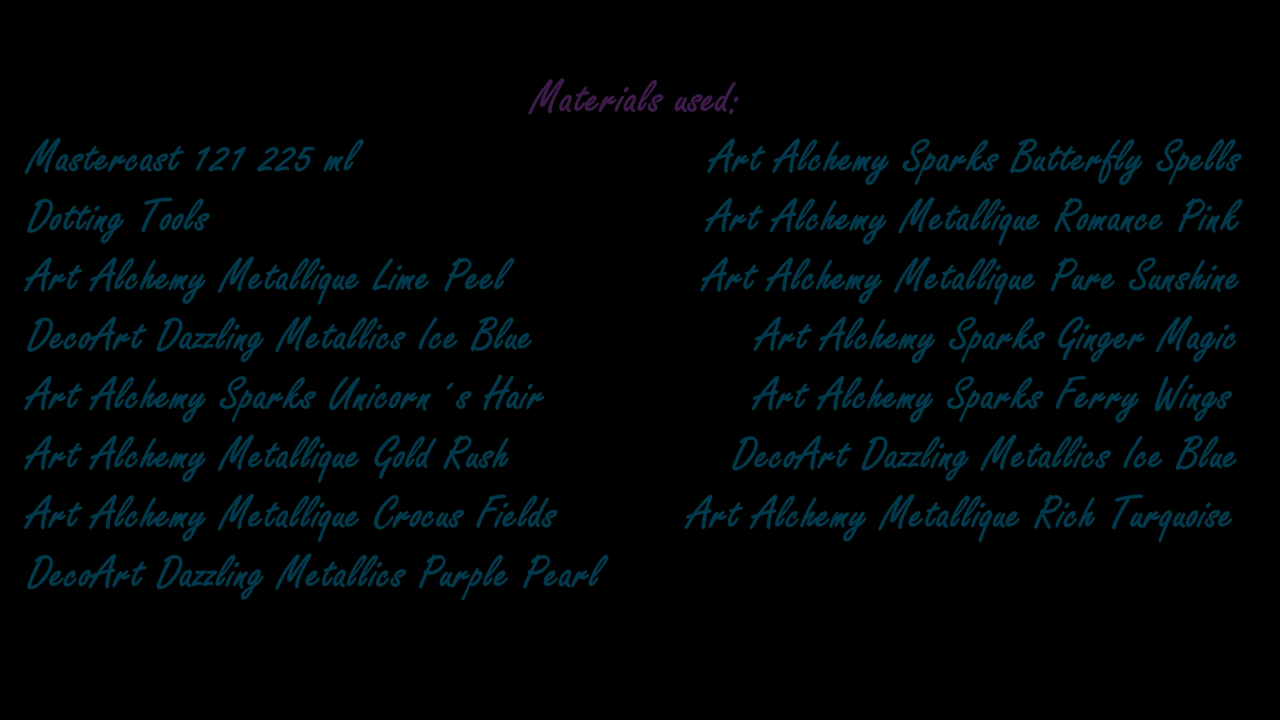 Materials used:
Mastercast 121 225 ml
Dotting Tools
Art Alchemy Metallique Lime Peel
DecoArt Dazzling Metallics Ice Blue
Art Alchemy Sparks Unicorn´s Hair
Art Alchemy Metallique Gold Rush
Art Alchemy Metallique Crocus Fields
DecoArt Dazzling Metallics Purple Pearl
Art Alchemy Sparks Butterfly Spells
Art Alchemy Metallique Romance Pink
Art Alchemy Metallique Pure Sunshine
Art Alchemy Sparks Ginger Magic
Art Alchemy Sparks Ferry Wings
DecoArt Dazzling Metallics Ice Blue
Art Alchemy Metallique Rich Turquoise